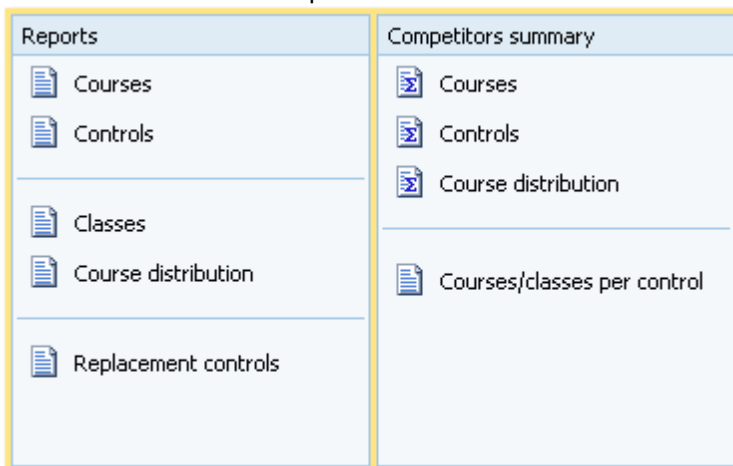 Reports
Courses
Controls
Classes
Course distribution
Replacement controls
Competitors summary
Courses
Controls
Course distribution
Courses/classes per control